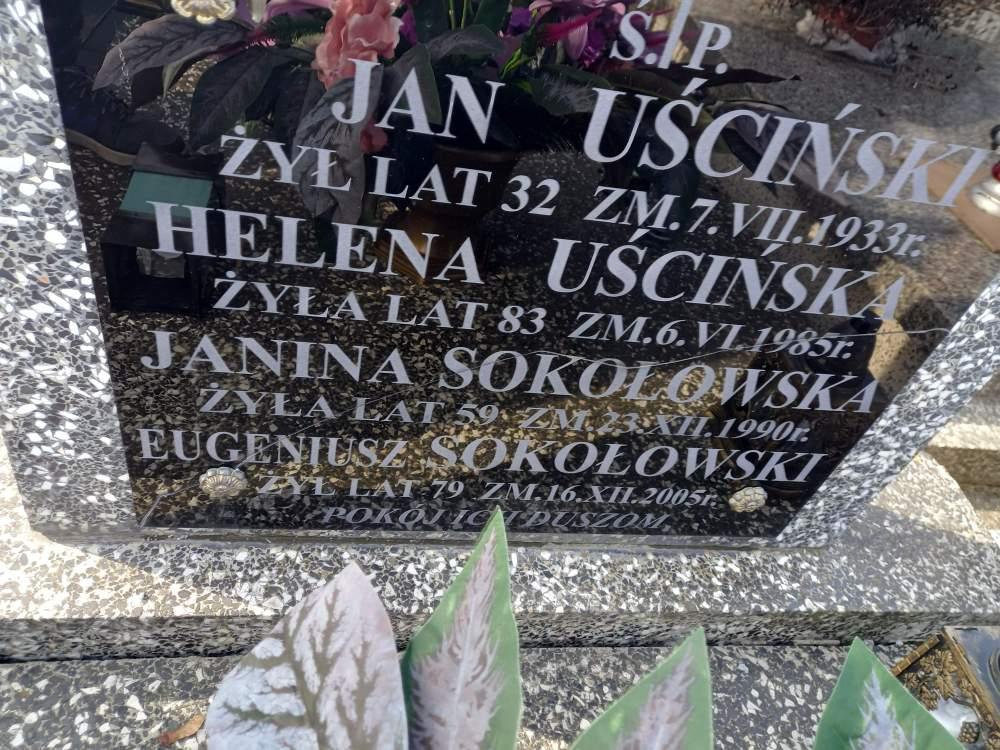 Ś.P.
JAN UŚCIŃSKI
ŻYŁ LAT 32 ZM.7.VII.1933r.
HELENA UŚCIŃSKA
ŻYŁA LAT 83 ZM.6.VI.1985r.
JANINA SOKOŁOWSKA
ŻYŁA LAT 59 ZM.23.XII.1990r.
EUGENIUSZ SOKOŁOWSKI
ŻYŁ LAT 79 ZM.16.XII.2005r.
POKÓJ ICH DUSZOM